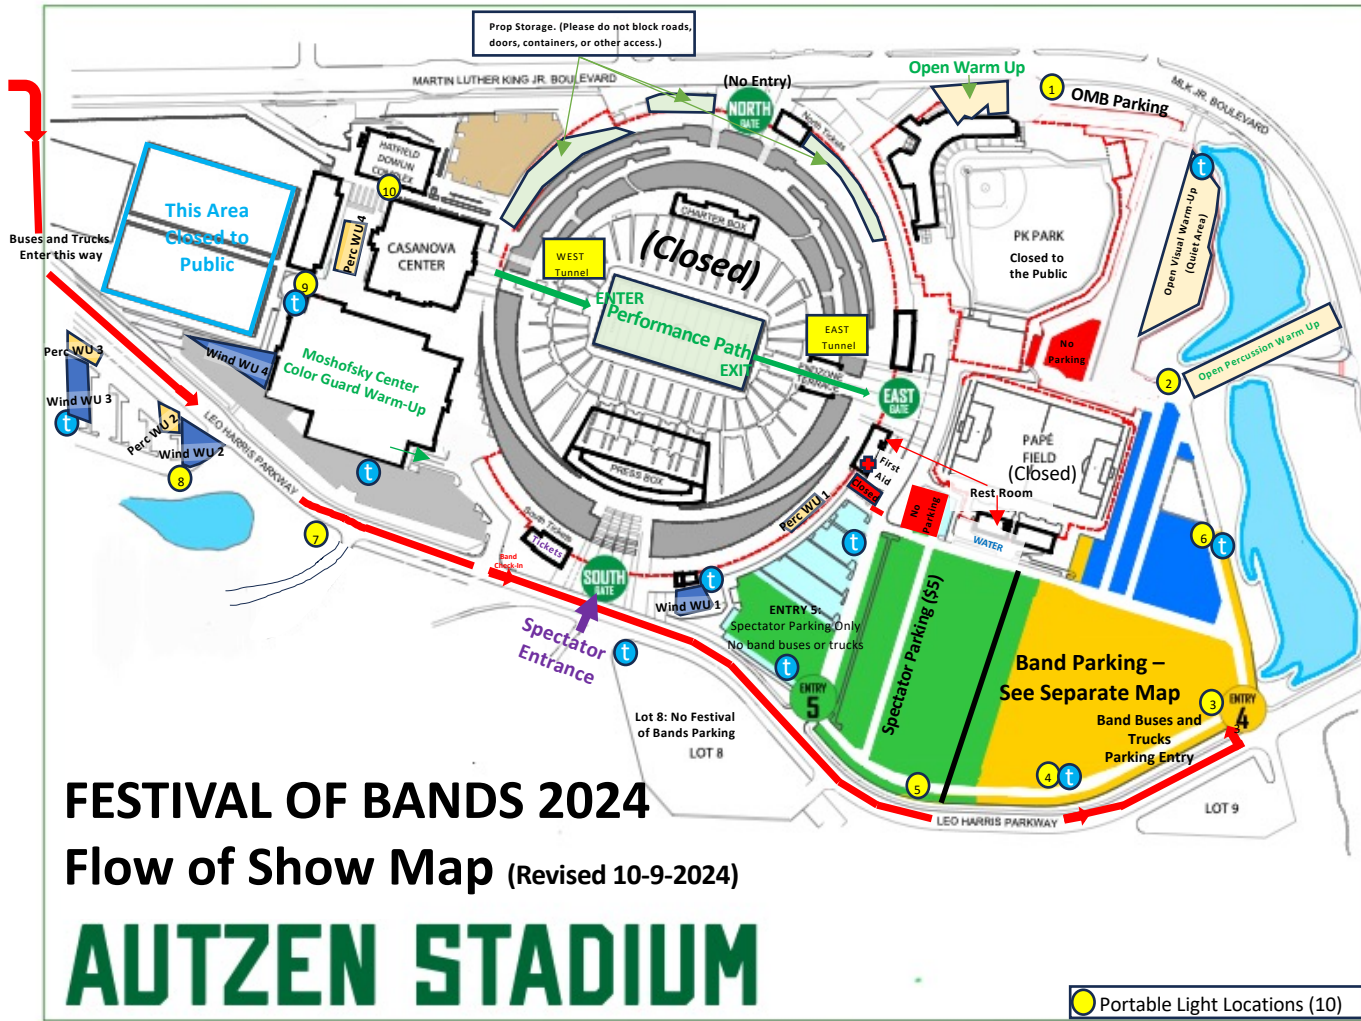 Prop Storage. (Please do not block roads,
doors, containers, or other access.)
MARTIN LUTHER KING JR. BOULEVARD
(No Entry)
NORTH
GATE
North Tickets
Open Warm Up
1
OMB Parking
MLK JR. BOULEVARD
HATFIELD
DOWLIN
COMPLEX
10
This Area
Closed to
Public
Buses and Trucks
Enter this way
Perc WU 4
CASANOVA
CENTER
9
t
CHARTER BOX
(Closed)
WEST
Tunnel
ENTER
Performance Path
EXIT
EAST
Tunnel
ENDZONE
TERRACE
EAST
GATE
PK PARK
Closed to
the Public
t
Open Visual Warm-Up
(Quiet Area)
No
Parking
Open Percussion Warm Up
2
Perc WU 3
Wind WU 3
t
Perc WU 2
Wind WU 2
8
Wind WU 4
Moshofsky Center
Color Guard Warm-Up
t
LEO HARRIS PARKWAY
7
PRESS BOX
South Tickets
Tickets
Band
Check-In
SOUTH
GATE
Spectator
Entrance
t
Wind WU 1
t
Perc WU 1
First
Aid
Closed
t
No
Parking
PAPÉ
FIELD
(Closed)
Rest Room
WATER
6
t
ENTRY 5:
Spectator Parking Only
No band buses or trucks
t
ENTRY
5
Spectator Parking ($5)
Band Parking –
See Separate Map
Band Buses and
Trucks
Parking Entry
3
ENTRY
4
4
t
5
Lot 8: No Festival
of Bands Parking
LOT 8
LEO HARRIS PARKWAY
LOT 9
FESTIVAL OF BANDS 2024
Flow of Show Map (Revised 10-9-2024)
AUTZEN STADIUM
Portable Light Locations (10)